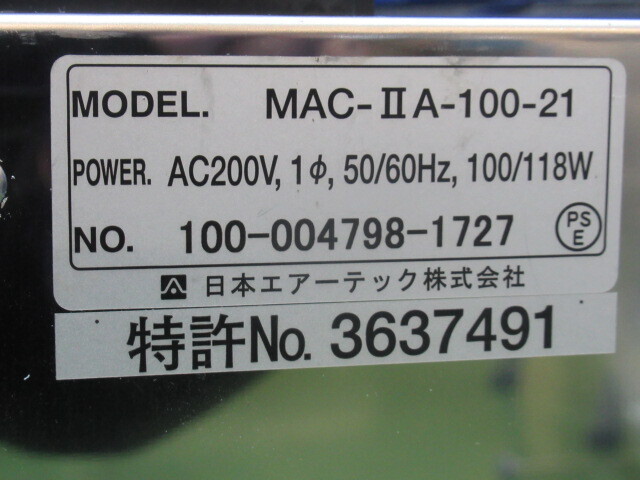 MODEL. MAC-ⅡA-100-21
POWER. AC200V, 1φ, 50/60Hz, 100/118W
NO. 100-004798-1727
PS
E
日本エアーテック株式会社
特許No. 3637491